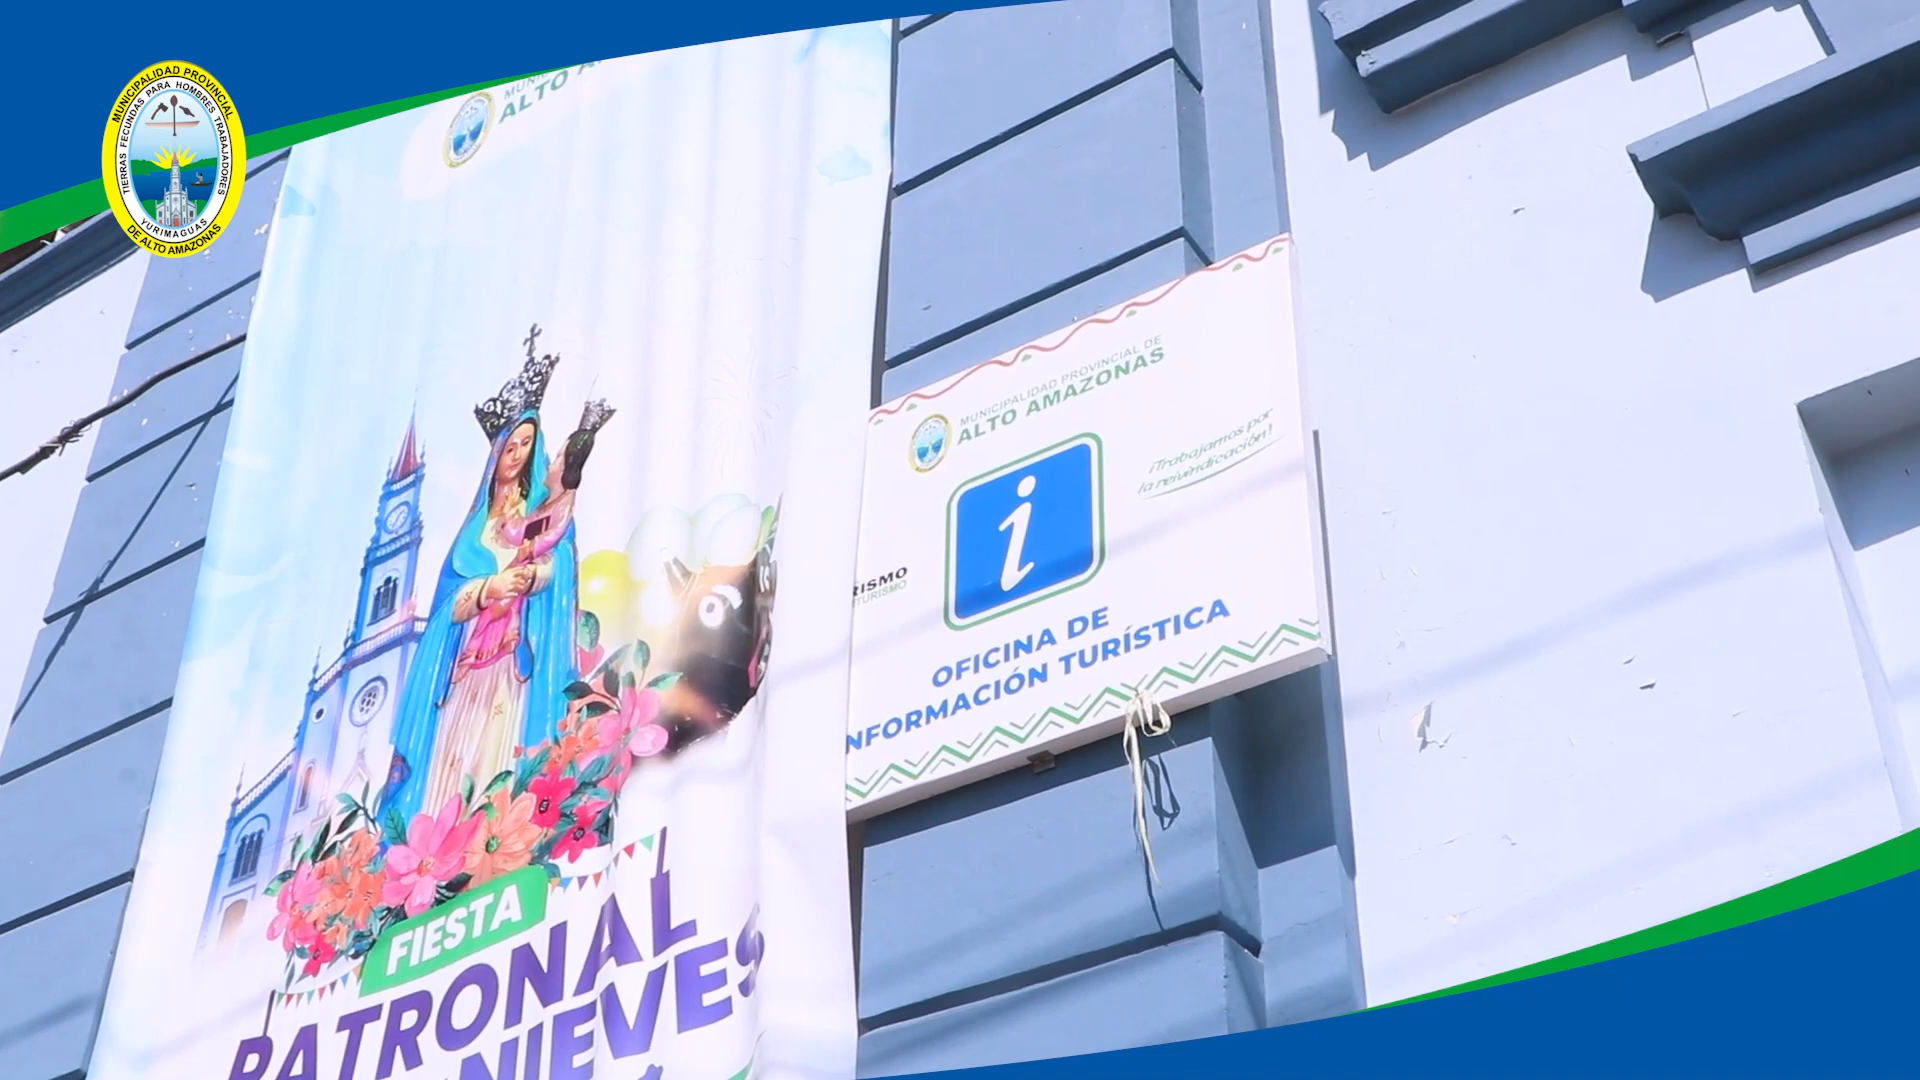 MUNICIPALIDAD PROVINCIAL
DE ALTO AMAZONAS
TIERRAS FECUNDAS PARA HOMBRES TRABAJADORES
YURIMAGUAS
ALTO
FIESTA
PATRONAL
NIEVES
MUNICIPALIDAD PROVINCIAL DE
ALTO AMAZONAS
¡Trabajamos por
la reivindicación!
i
RISMO
TURISMO
OFICINA DE
NFORMACIÓN TURÍSTICA